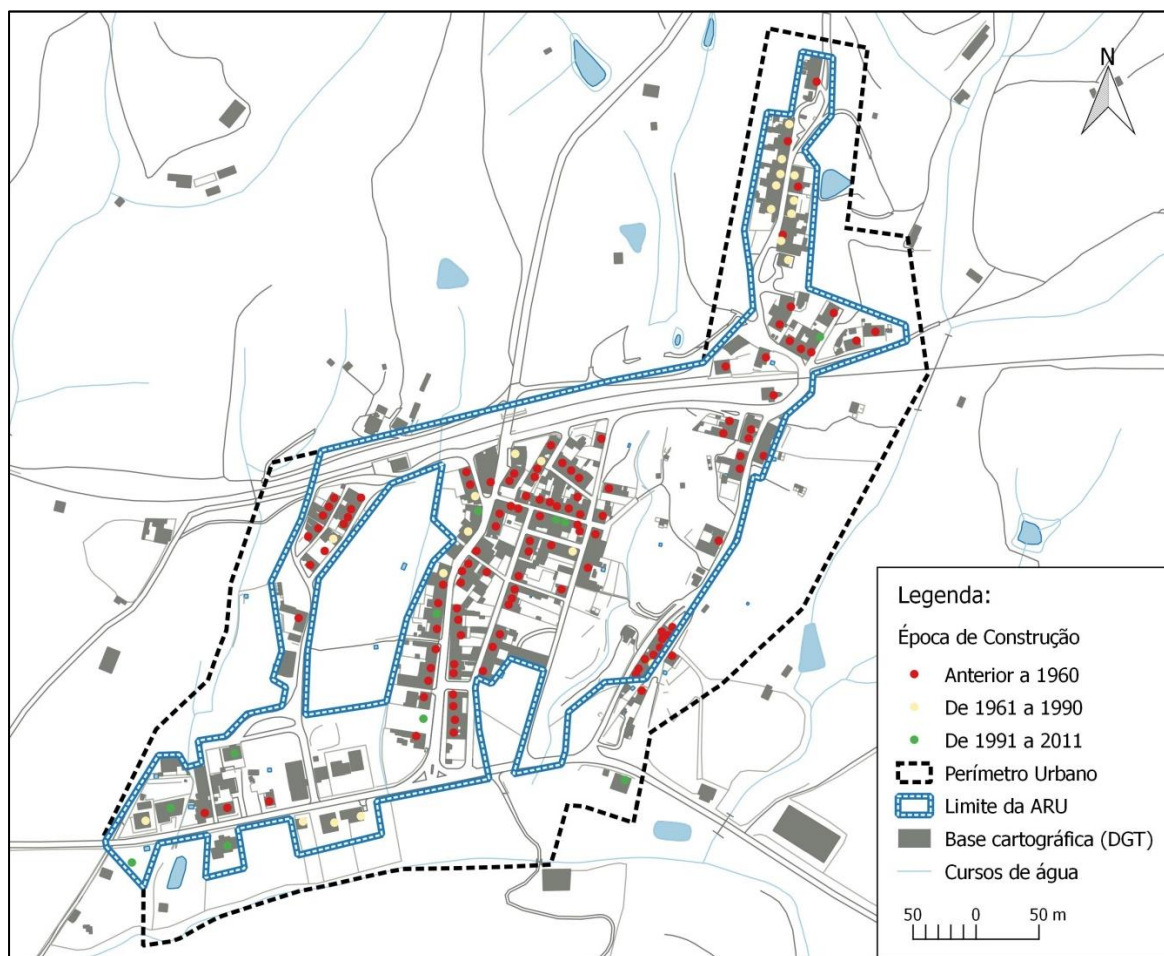 N
Legenda:
Época de Construção
Anterior a 1960
De 1961 a 1990
De 1991 a 2011
Perímetro Urbano
Limite da ARU
Base cartográfica (DGT)
Cursos de água
50 0 50 m